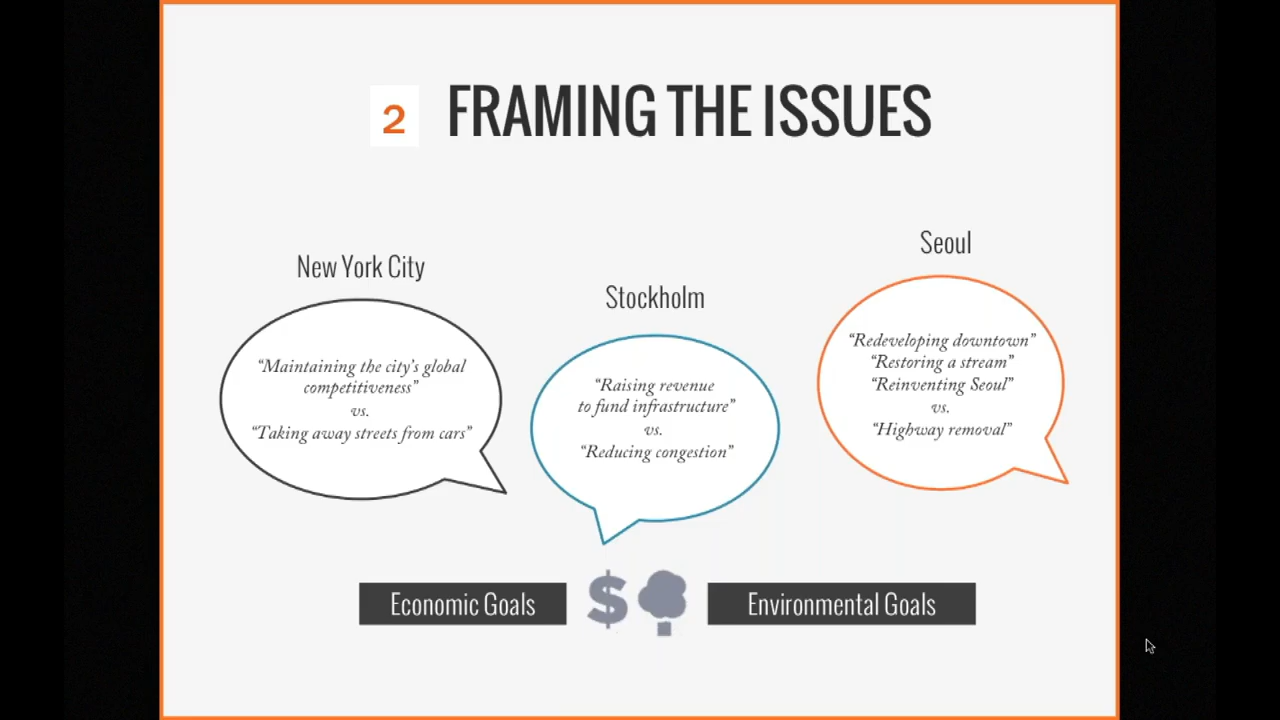 2 FRAMING THE ISSUES
New York City
“Maintaining the city’s global
competitiveness”
vs.
“Taking away streets from cars”
Stockholm
“Raising revenue
to fund infrastructure”
vs.
“Reducing congestion”
Seoul
“Redeveloping downtown”
“Restoring a stream”
“Reinventing Seoul”
vs.
“Highway removal”
Economic Goals $ Environmental Goals